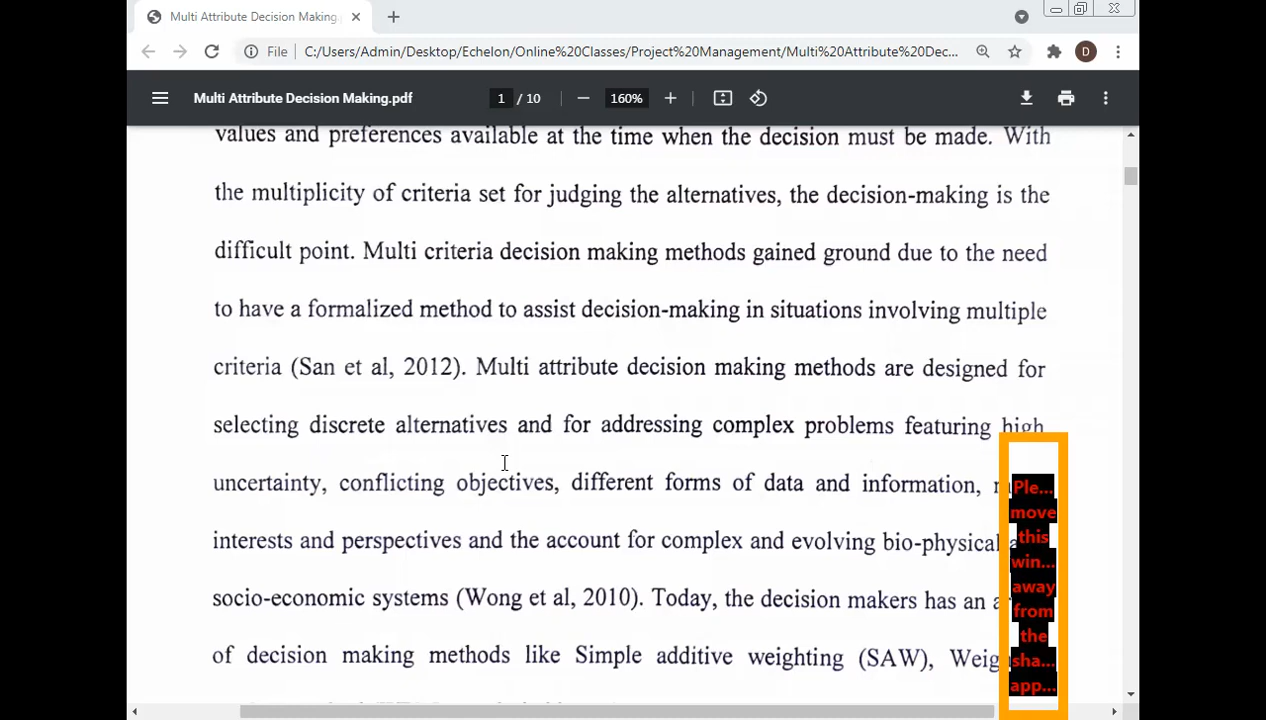 Multi Attribute Decision Making.
File C:/Users/Admin/Desktop/Echelon/Online%20Classes/Project%20Management/Multi%20Attribute%20Dec...
D
Multi Attribute Decision Making.pdf 1 / 10 160%
values and preferences available at the time when the decision must be made. With
the multiplicity of criteria set for judging the alternatives, the decision-making is the
difficult point. Multi criteria decision making methods gained ground due to the need
to have a formalized method to assist decision-making in situations involving multiple
criteria (San et al, 2012). Multi attribute decision making methods are designed for
selecting discrete alternatives and for addressing complex problems featuring high
uncertainty, conflicting objectives, different forms of data and information,
interests and perspectives and the account for complex and evolving bio-physical
socio-economic systems (Wong et al, 2010). Today, the decision makers has an
of decision making methods like Simple additive weighting (SAW),
Ple...
move
this
win...
away
from
the
sha...
app...